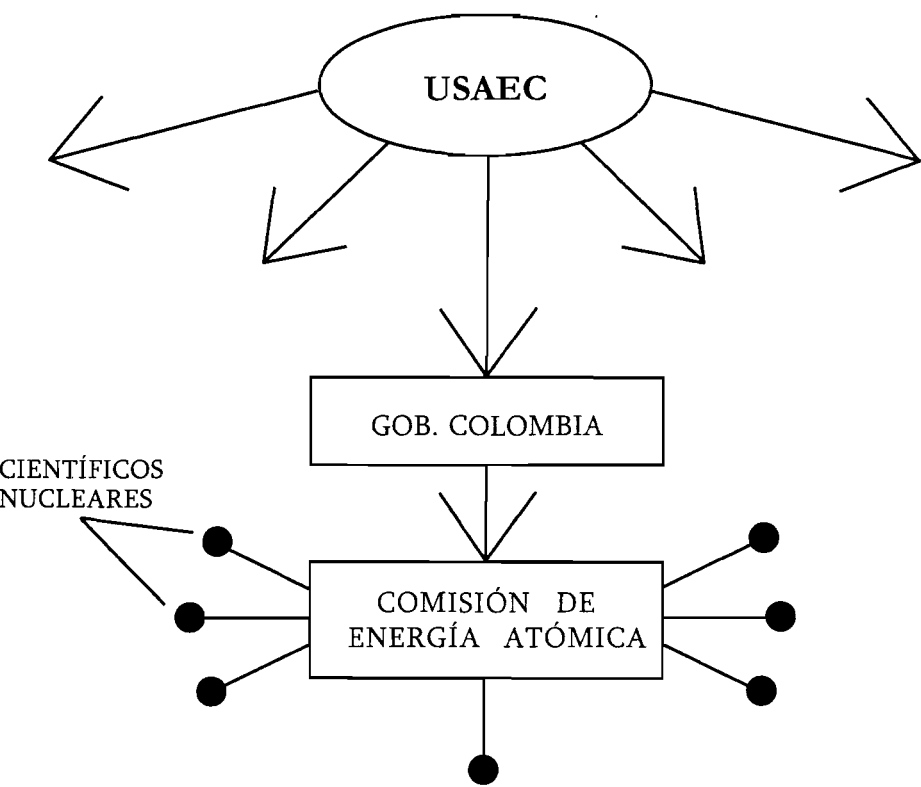 USAEC
GOB. COLOMBIA
CIENTÍFICOS
NUCLEARES
COMISIÓN DE
ENERGÍA ATÓMICA